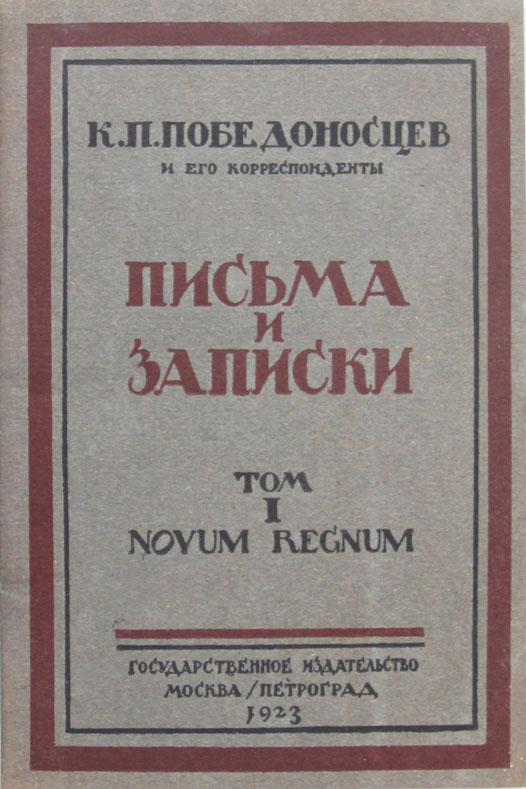 К.П.ПОБЕДОНОСЦЕВ
И ЕГО КОРРЕСПОНДЕНТЫ
ПИСЬМА
И
ЗАПИСКИ
ТОМ
I
NOVUM REGNUM
ГОСУДАРСТВЕННОЕ ИЗДАТЕЛЬСТВО
МОСКВА/ПЕТРОГРАД
1923